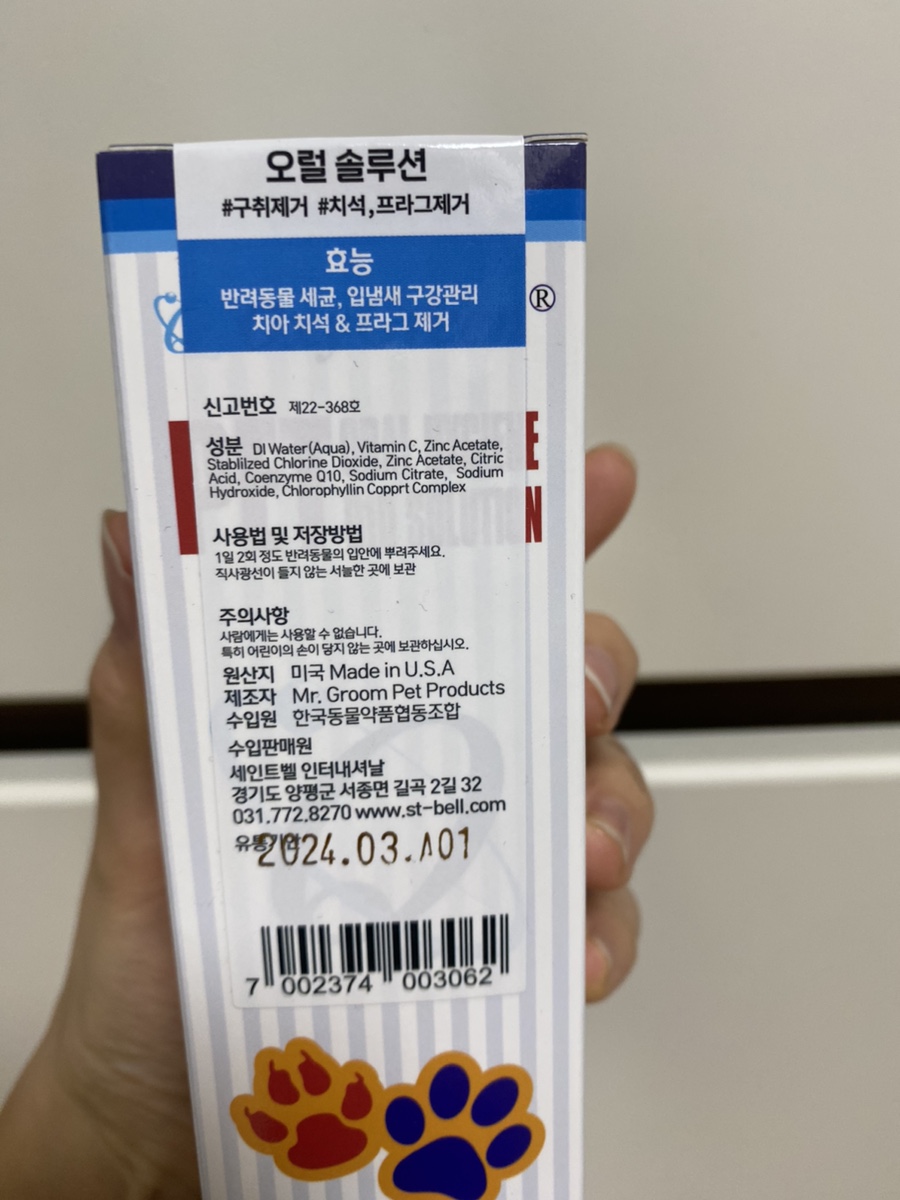 오럴 솔루션
#구취제거 #치석,프라그제거
효능
반려동물 세균, 입냄새 구강관리
치아 치석 & 프라그 제거
®
신고번호 제22-368호
E
성분 DI Water(Aqua), Vitamin C, Zinc Acetate,
Stablilzed Chlorine Dioxide, Zinc Acetate, Citric
Acid, Coenzyme Q10, Sodium Citrate, Sodium
Hydroxide, Chlorophyllin Copprt Complex
N
사용법 및 저장방법
1일 2회 정도 반려동물의 입안에 뿌려주세요.
직사광선이 들지 않는 서늘한 곳에 보관
주의사항
사람에게는 사용할 수 없습니다.
특히 어린이의 손이 닿지 않는 곳에 보관하십시오.
원산지 미국 Made in U.S.A
제조자 Mr. Groom Pet Products
수입원 한국동물약품협동조합
수입판매원
세인트벨 인터내셔날
경기도 양평군 서종면 길곡 2길 32
031.772.8270 www.st-bell.com
유통기한 2024.03.A01
7 002374 003062